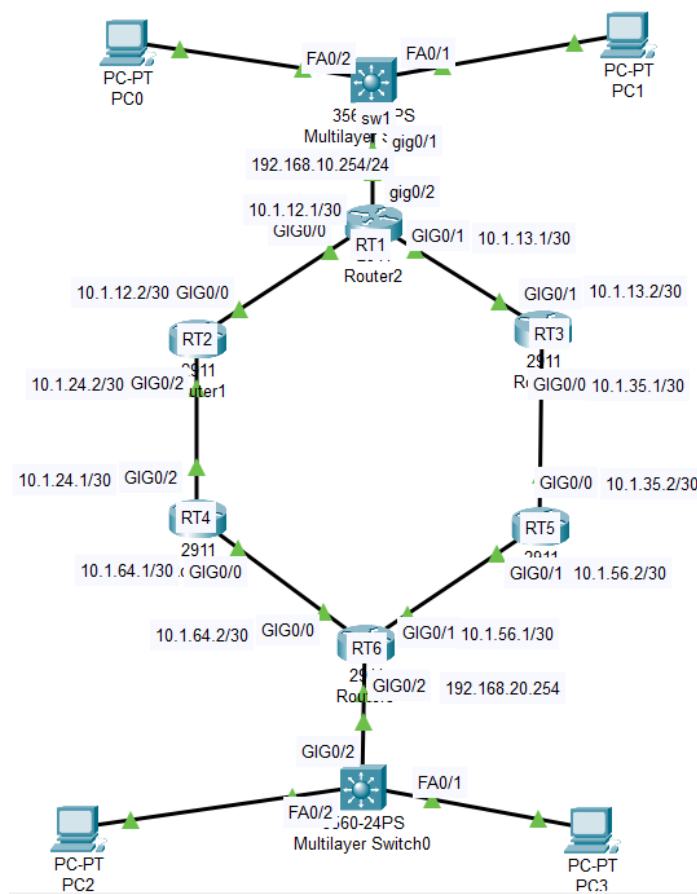 FA0/2
FA0/1
PC-PT
PC0
PC-PT
PC1
sw1
PS
Multilayer
gig0/1
192.168.10.254/24
gig0/2
10.1.12.1/30
GIG0/0
RT1
GIG0/1 10.1.13.1/30
Router2
10.1.12.2/30 GIG0/0
GIG0/1 10.1.13.2/30
RT2
RT3
2911
2911
10.1.24.2/30 GIG0/2
GIG0/0 10.1.35.1/30
10.1.24.1/30 GIG0/2
GIG0/0 10.1.35.2/30
RT4
RT5
2911
2911
10.1.64.1/30 GIG0/0
GIG0/1 10.1.56.2/30
10.1.64.2/30 GIG0/0
GIG0/1 10.1.56.1/30
RT6
GIG0/2 192.168.20.254
GIG0/2
FA0/1
FA0/2
3560-24PS
Multilayer Switch0
PC-PT
PC2
PC-PT
PC3